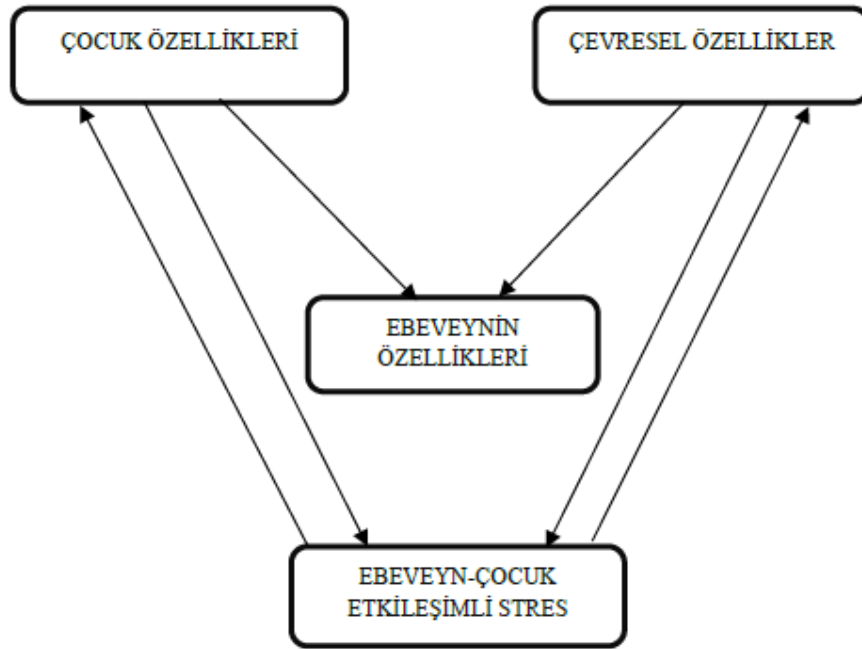 ÇOCUK ÖZELLİKLERİ
ÇEVRESEL ÖZELLİKLER
EBEVEYNİN
ÖZELLİKLERİ
EBEVEYN-ÇOCUK
ETKİLEŞİMLİ STRES